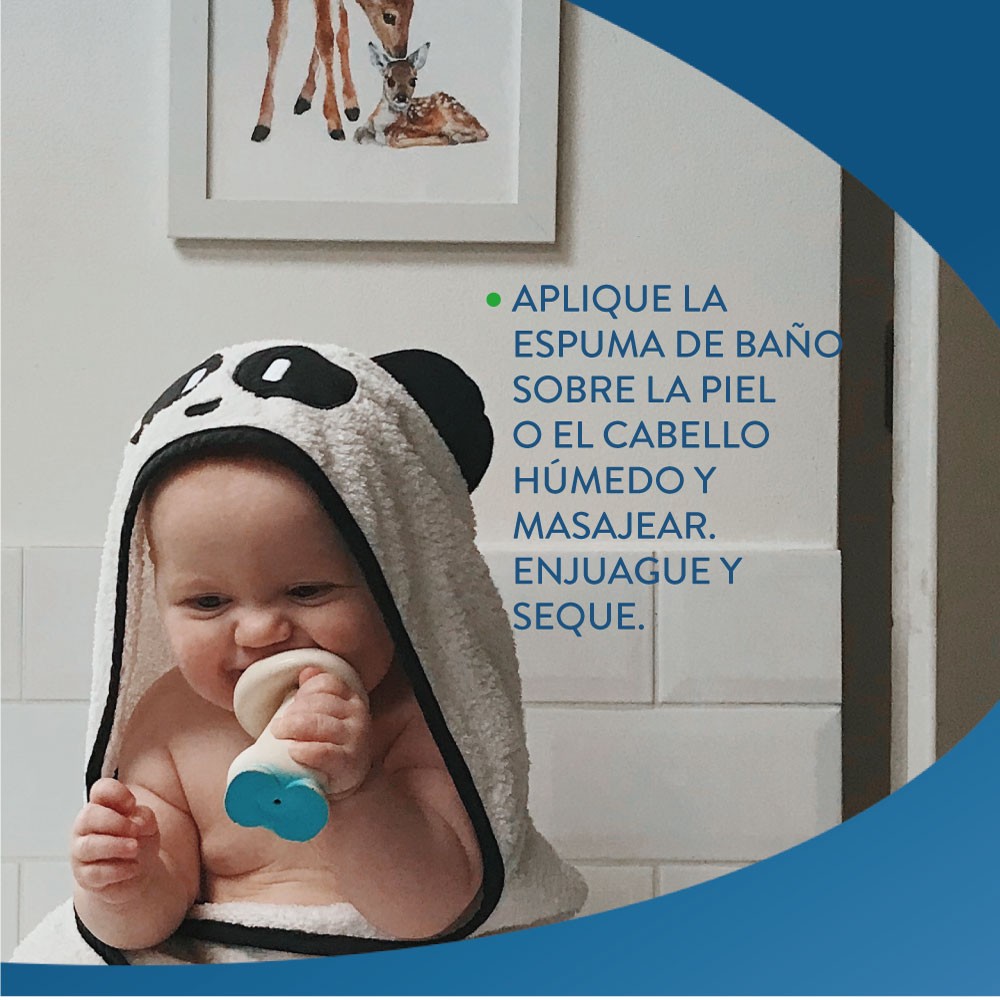 • APLIQUE LA
ESPUMA DE BAÑO
SOBRE LA PIEL
O EL CABELLO
HÚMEDO Y
MASAJEAR.
ENJUAGUE Y
SEQUE.